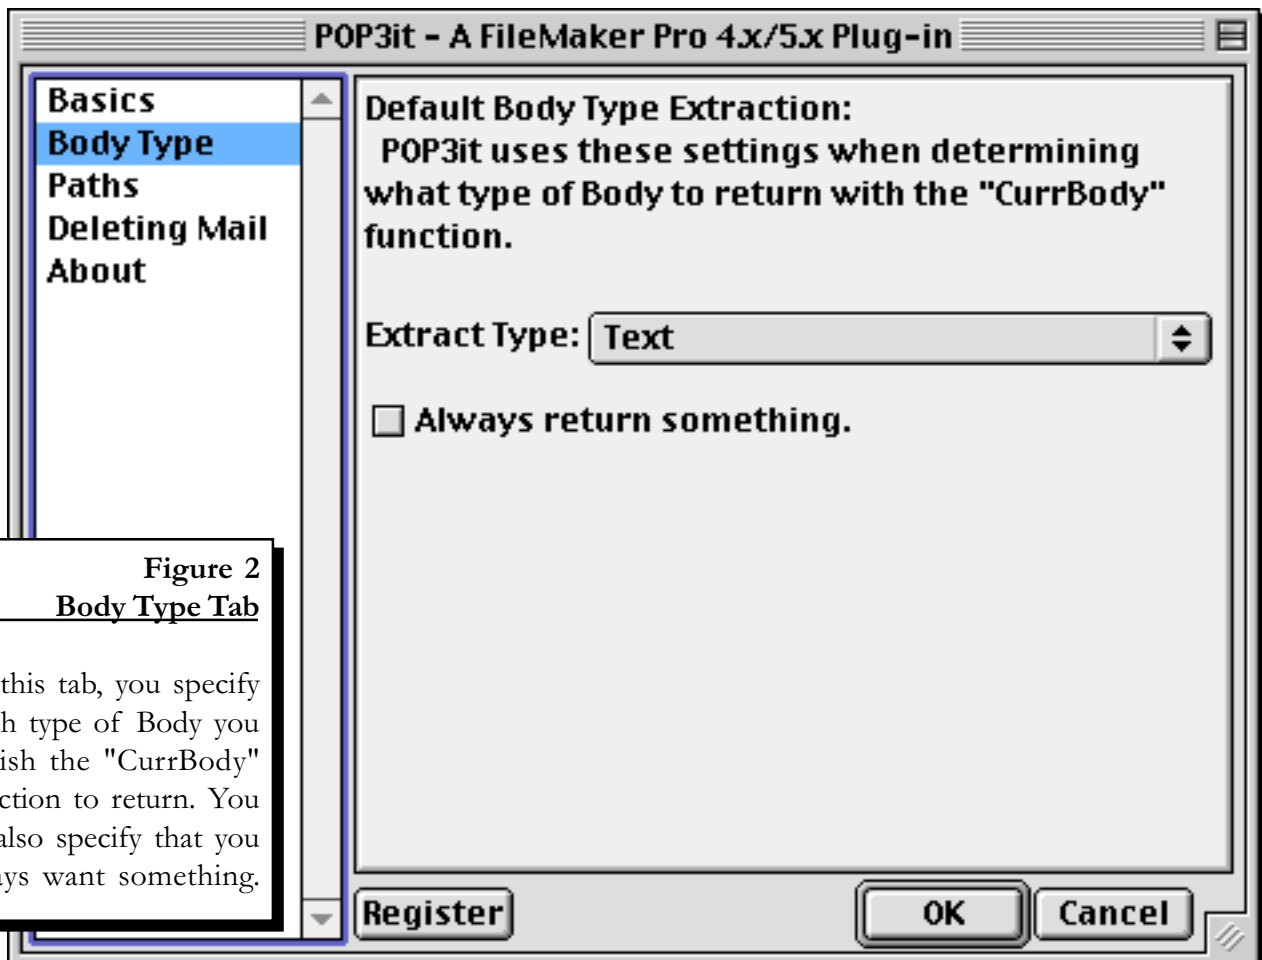 POP3it - A FileMaker Pro 4.x/5.x Plug-in
Basics
Body Type
Paths
Deleting Mail
About
Default Body Type Extraction:
POP3it uses these settings when determining
what type of Body to return with the "CurrBody"
function.
Extract Type: Text
Always return something.
Figure 2
Body Type Tab
this tab, you specify
type of Body you
the "CurrBody"
to return. You
also specify that you
want something.
Register
OK
Cancel